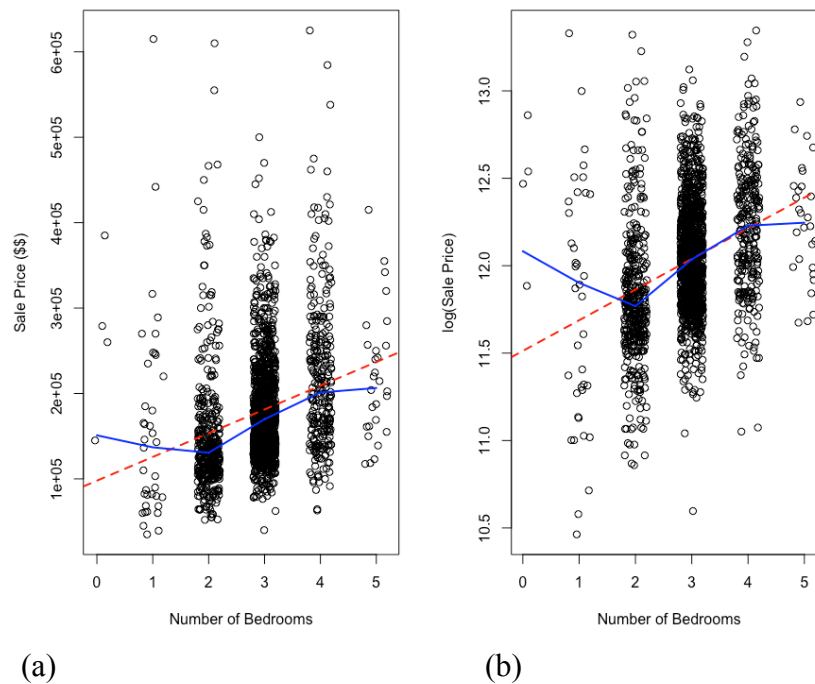 Sale Price ($$)
6e+05
5e+05
4e+05
3e+05
2e+05
1e+05
0 1 2 3 4 5
Number of Bedrooms
(a)
log(Sale Price)
13.0
12.5
12.0
11.5
11.0
10.5
0 1 2 3 4 5
Number of Bedrooms
(b)